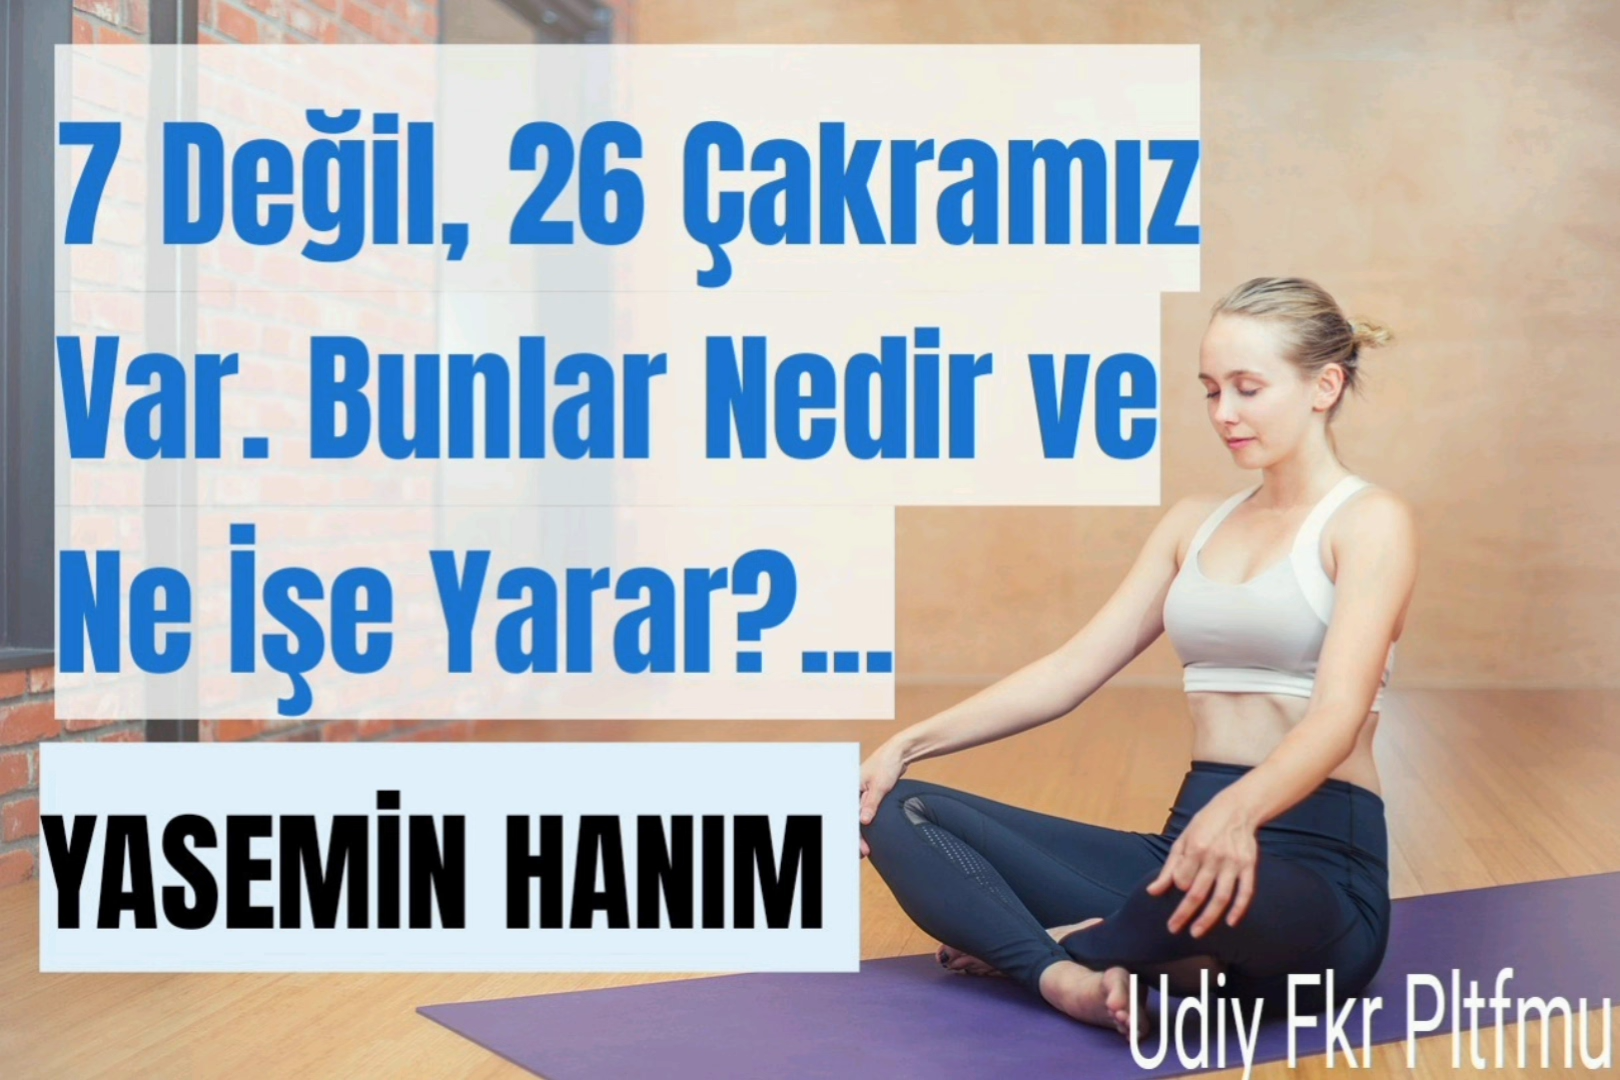 7 Değil, 26 Çakramız
Var. Bunlar Nedir ve
Ne İşe Yarar?...
YASEMİN HANIM
Udiy Fkr Pltfmu